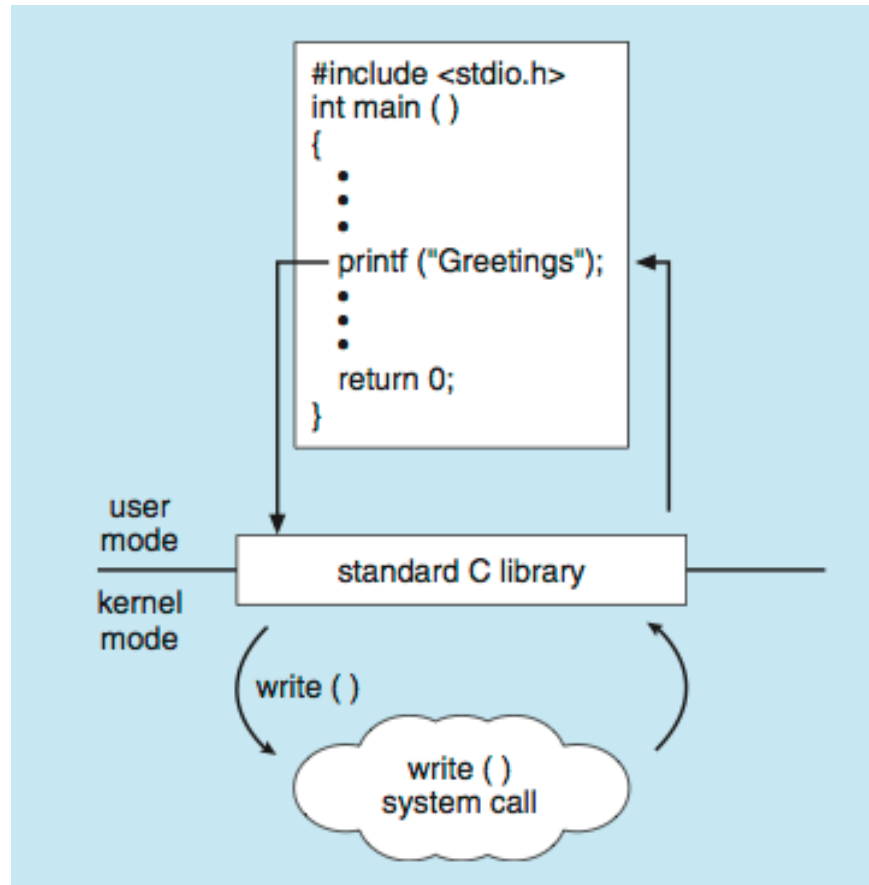 #include <stdio.h>
int main ( )
{
•
•
•
printf ("Greetings");
•
•
•
return 0;
}
user
mode
standard C library
kernel
mode
write ( )
write ( )
system call